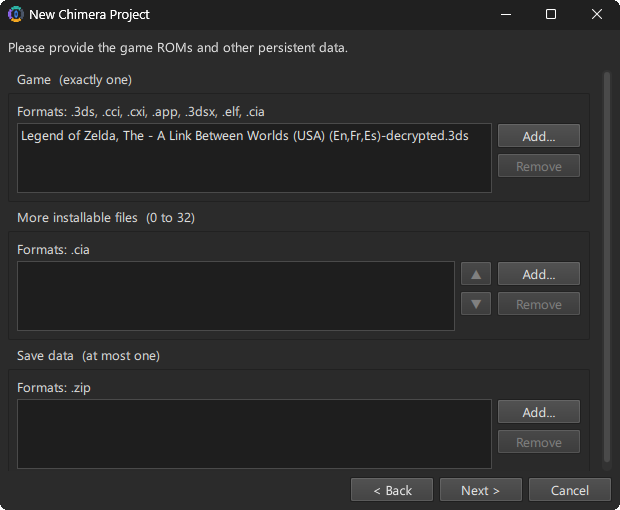 New Chimera Project
Please provide the game ROMs and other persistent data.
Game (exactly one)
Formats: .3ds, .cci, .cxi, .app, .3dsx, .elf, .cia
Legend of Zelda, The - A Link Between Worlds (USA) (En,Fr,Es)-decrypted.3ds
Add...
Remove
More installable files (0 to 32)
Formats: .cia
▲ Add...
▼ Remove
Save data (at most one)
Formats: .zip
Add...
Remove
< Back Next > Cancel